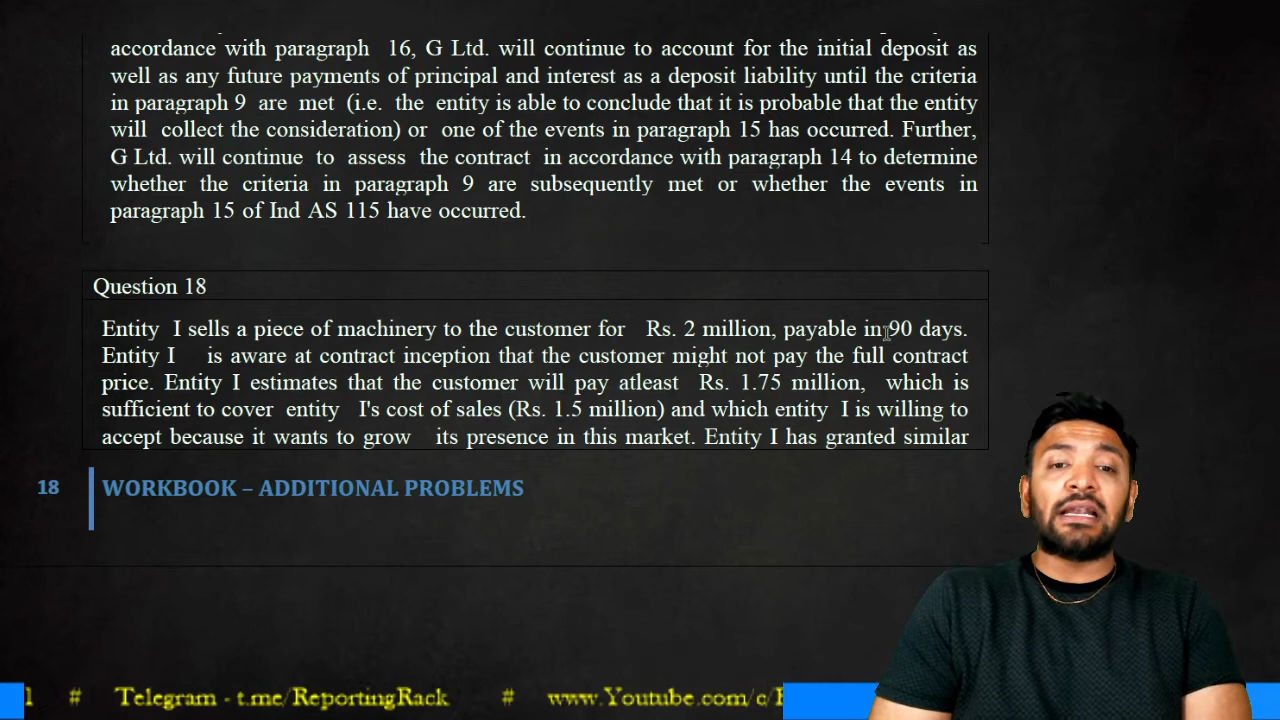 accordance with paragraph 16, G Ltd. will continue to account for the initial deposit as
well as any future payments of principal and interest as a deposit liability until the criteria
in paragraph 9 are met (i.e. the entity is able to conclude that it is probable that the entity
will collect the consideration) or one of the events in paragraph 15 has occurred. Further,
G Ltd. will continue to assess the contract in accordance with paragraph 14 to determine
whether the criteria in paragraph 9 are subsequently met or whether the events in
paragraph 15 of Ind AS 115 have occurred.
Question 18
Entity I sells a piece of machinery to the customer for Rs. 2 million, payable in 90 days.
Entity I is aware at contract inception that the customer might not pay the full contract
price. Entity I estimates that the customer will pay atleast Rs. 1.75 million, which is
sufficient to cover entity I's cost of sales (Rs. 1.5 million) and which entity I is willing to
accept because it wants to grow its presence in this market. Entity I has granted similar
18 WORKBOOK – ADDITIONAL PROBLEMS
# Telegram - t.me/ReportingRack # www.Youtube.com/c/